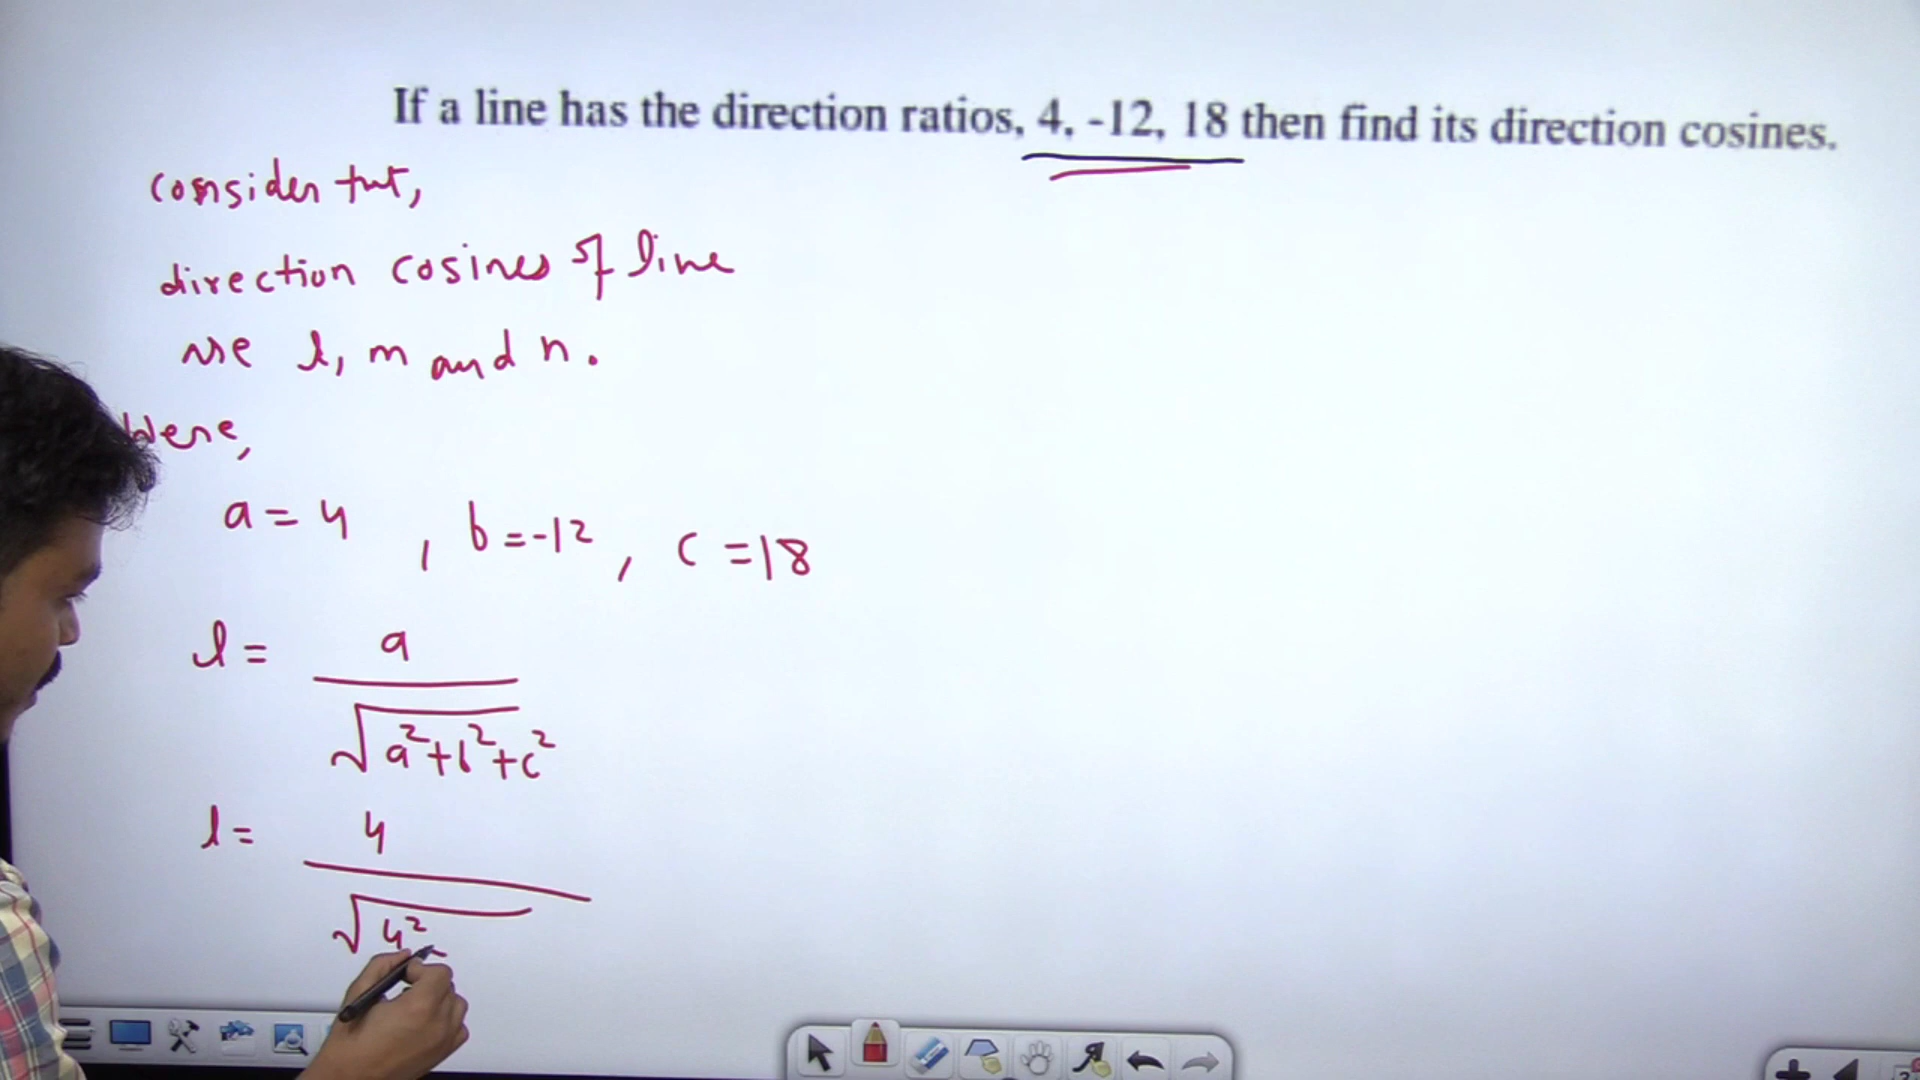 If a line has the direction ratios, 4, -12, 18 then find its direction cosines.
consider
direction cosines of line
are l, m and n.
Here,
a = 4 , b = -12 , c = 18
l = a / √a²+b²+c²
l = 4 / √4²